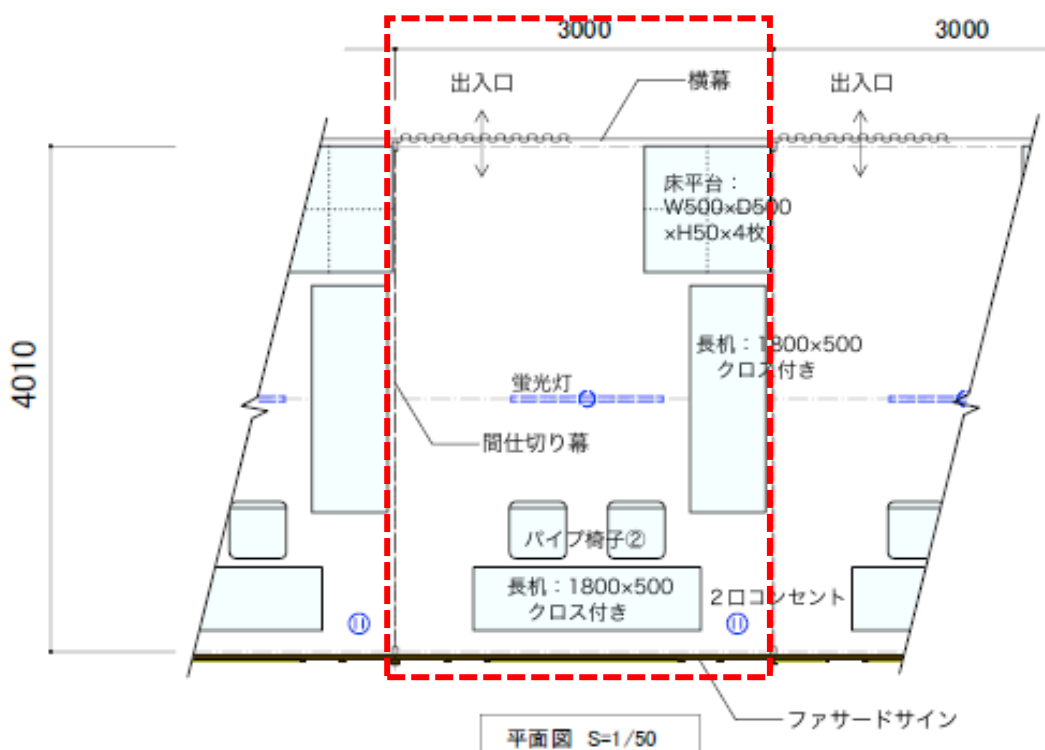 3000
3000
出入口
横幕
出入口
床平台：
W500×D500
×H50×4枚
4010
長机：1800×500
クロス付き
蛍光灯
間仕切り幕
パイプ椅子②
長机：1800×500
クロス付き
2口コンセント
ファサードサイン
平面図 S=1/50